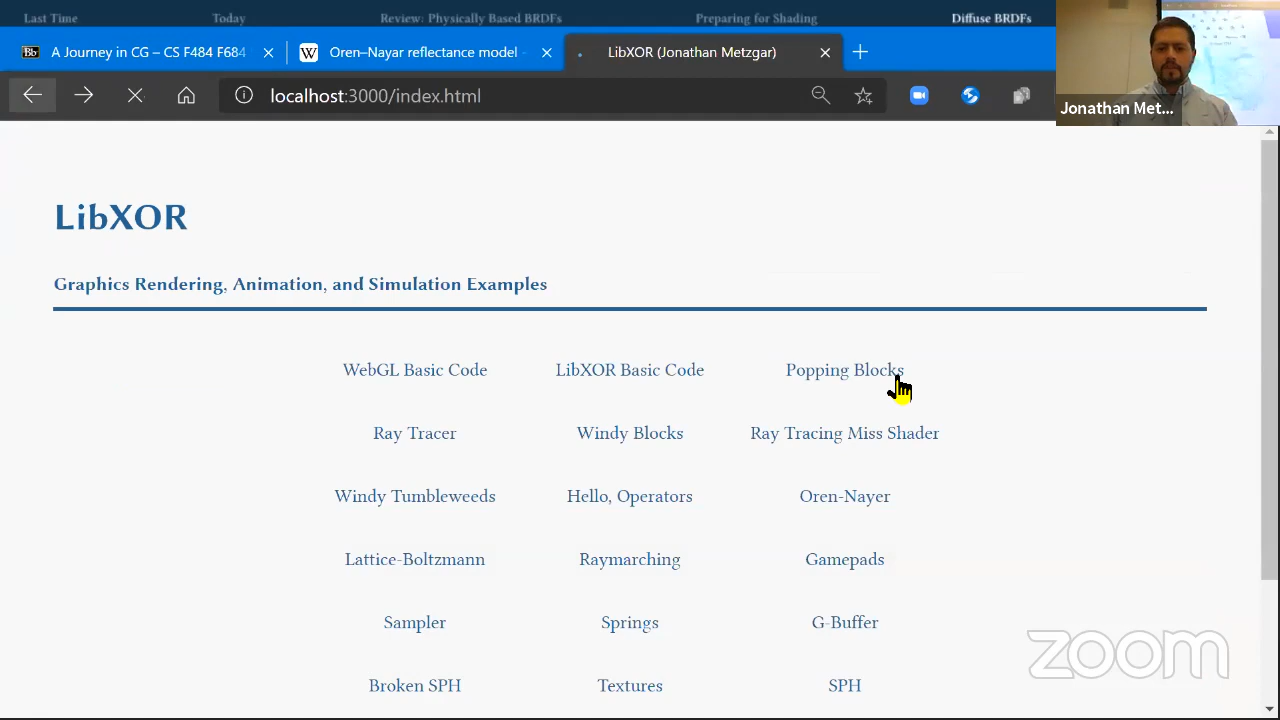 Last Time Today Review: Physically Based BRDFs Preparing for Shading Diffuse BRDFs
Bb A Journey in CG – CS F484 F684 W Oren–Nayar reflectance model - LibXOR (Jonathan Metzgar)
localhost:3000/index.html
Jonathan Met...
LibXOR
Graphics Rendering, Animation, and Simulation Examples
WebGL Basic Code LibXOR Basic Code Popping Blocks
Ray Tracer Windy Blocks Ray Tracing Miss Shader
Windy Tumbleweeds Hello, Operators Oren-Nayer
Lattice-Boltzmann Raymarching Gamepads
Sampler Springs G-Buffer
Broken SPH Textures SPH
zoom